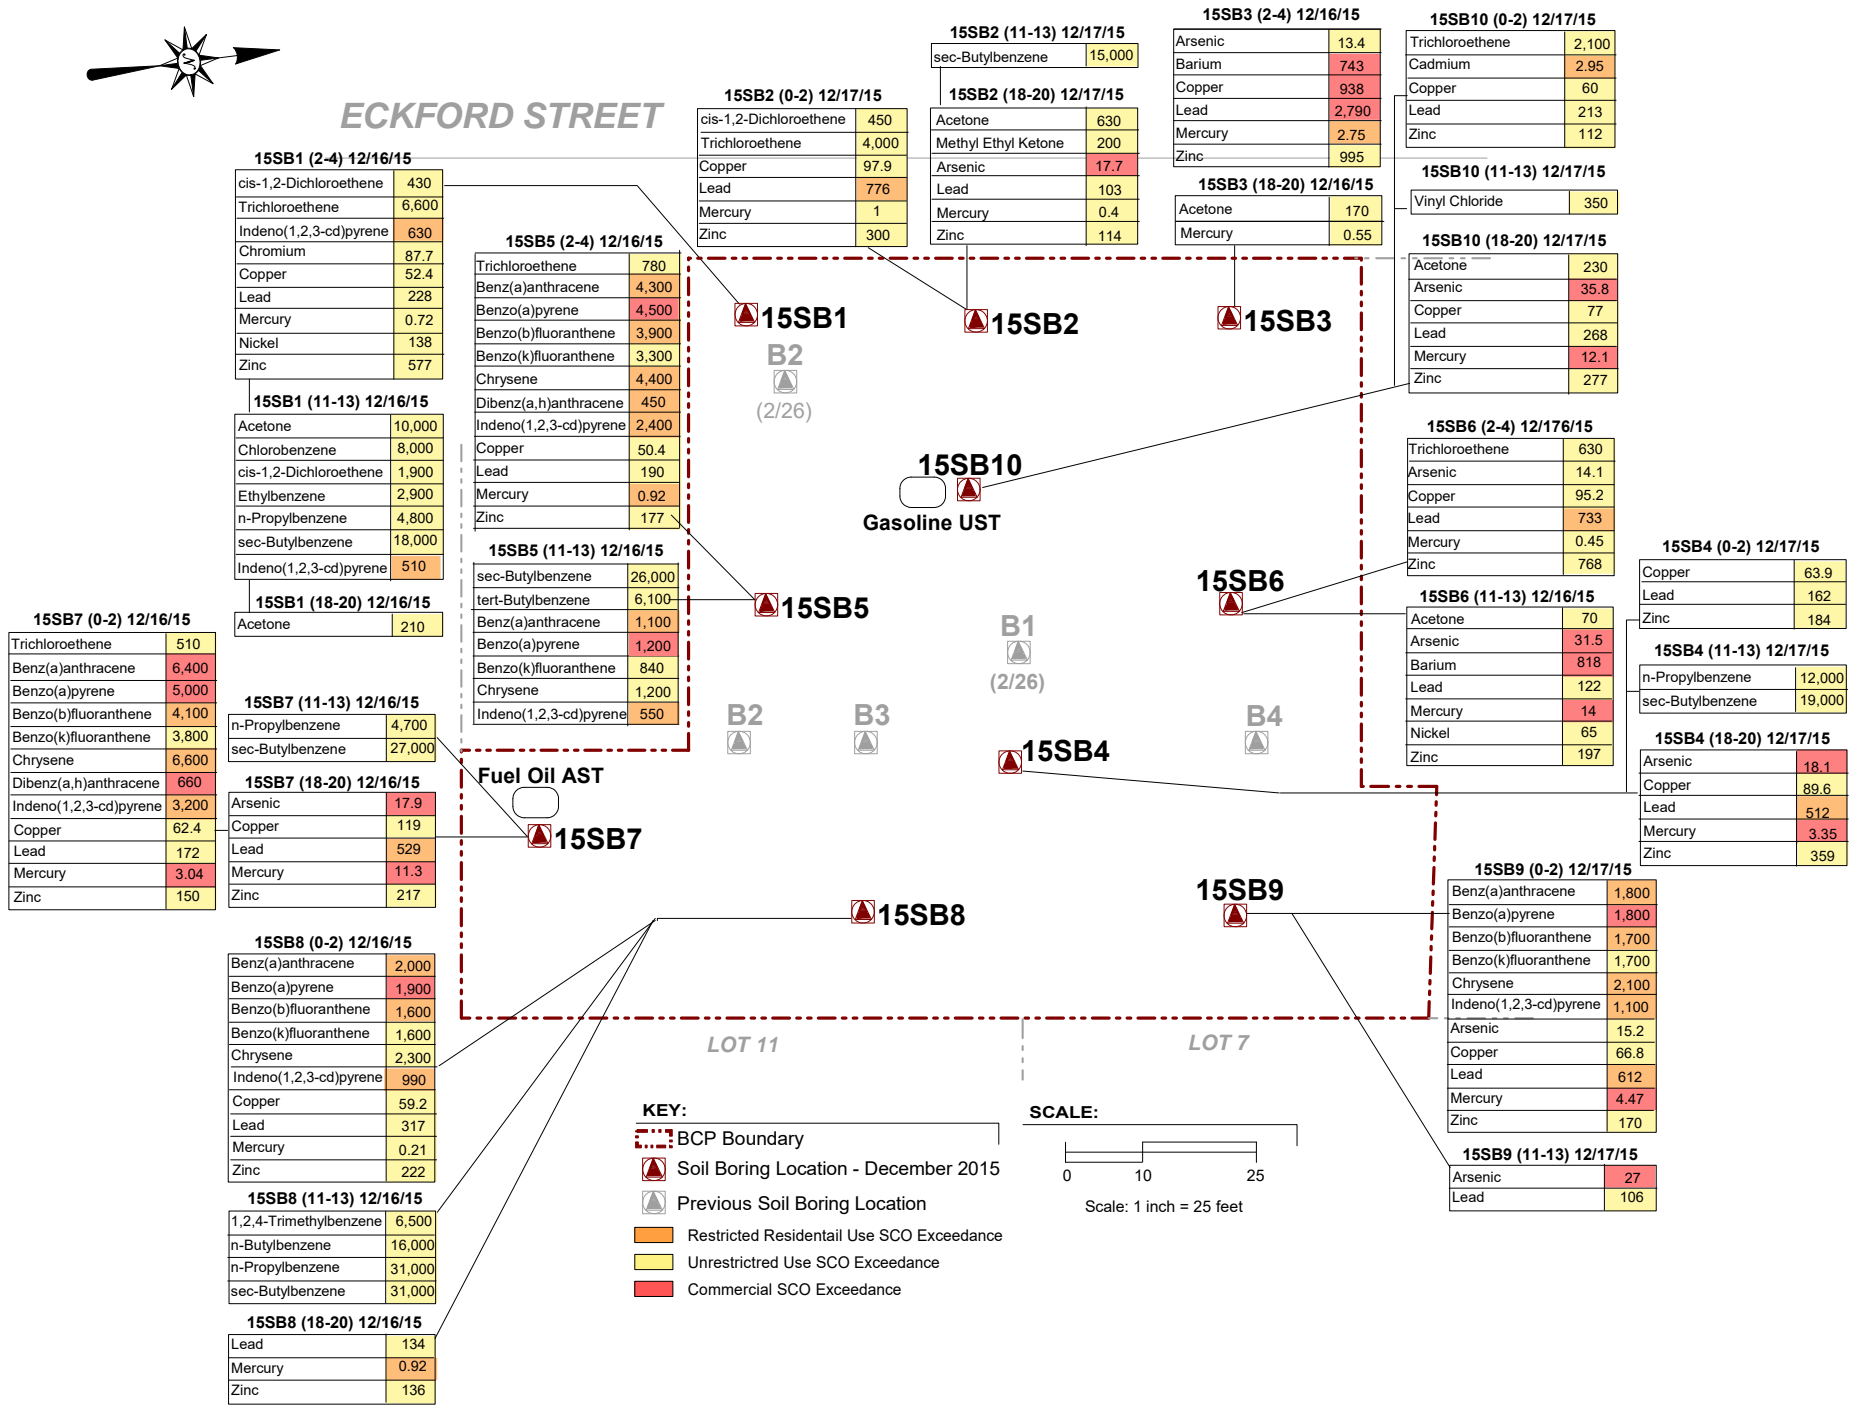 ECKFORD STREET
15SB1 (2-4) 12/16/15
cis-1,2-Dichloroethene 430
Trichloroethene 6,600
Indeno(1,2,3-cd)pyrene 630
Chromium 87.7
Copper 52.4
Lead 228
Mercury 0.72
Nickel 138
Zinc 577
15SB1 (11-13) 12/16/15
Acetone 10,000
Chlorobenzene 8,000
cis-1,2-Dichloroethene 1,900
Ethylbenzene 2,900
n-Propylbenzene 4,800
sec-Butylbenzene 18,000
Indeno(1,2,3-cd)pyrene 510
15SB1 (18-20) 12/16/15
Acetone 210
15SB5 (2-4) 12/16/15
Trichloroethene 780
Benz(a)anthracene 4,300
Benzo(a)pyrene 4,500
Benzo(b)fluoranthene 3,900
Benzo(k)fluoranthene 3,300
Chrysene 4,400
Dibenz(a,h)anthracene 450
Indeno(1,2,3-cd)pyrene 2,400
Copper 50.4
Lead 190
Mercury 0.92
Zinc 177
15SB5 (11-13) 12/16/15
sec-Butylbenzene 26,000
tert-Butylbenzene 6,100
Benz(a)anthracene 1,100
Benzo(a)pyrene 1,200
Benzo(k)fluoranthene 840
Chrysene 1,200
Indeno(1,2,3-cd)pyrene 550
15SB2 (0-2) 12/17/15
cis-1,2-Dichloroethene 450
Trichloroethene 4,000
Copper 97.9
Lead 776
Mercury 1
Zinc 300
15SB2 (11-13) 12/17/15
sec-Butylbenzene 15,000
15SB2 (18-20) 12/17/15
Acetone 630
Methyl Ethyl Ketone 200
Arsenic 17.7
Lead 103
Mercury 0.4
Zinc 114
15SB3 (2-4) 12/16/15
Arsenic 13.4
Barium 743
Copper 938
Lead 2,790
Mercury 2.75
Zinc 995
15SB3 (18-20) 12/16/15
Acetone 170
Mercury 0.55
15SB10 (0-2) 12/17/15
Trichloroethene 2,100
Cadmium 2.95
Copper 60
Lead 213
Zinc 112
15SB10 (11-13) 12/17/15
Vinyl Chloride 350
15SB10 (18-20) 12/17/15
Acetone 230
Arsenic 35.8
Copper 77
Lead 268
Mercury 12.1
Zinc 277
15SB6 (2-4) 12/176/15
Trichloroethene 630
Arsenic 14.1
Copper 95.2
Lead 733
Mercury 0.45
Zinc 768
15SB6 (11-13) 12/16/15
Acetone 70
Arsenic 31.5
Barium 818
Lead 122
Mercury 14
Nickel 65
Zinc 197
15SB4 (0-2) 12/17/15
Copper 63.9
Lead 162
Zinc 184
15SB4 (11-13) 12/17/15
n-Propylbenzene 12,000
sec-Butylbenzene 19,000
15SB4 (18-20) 12/17/15
Arsenic 18.1
Copper 89.6
Lead 512
Mercury 3.35
Zinc 359
15SB9 (0-2) 12/17/15
Benz(a)anthracene 1,800
Benzo(a)pyrene 1,800
Benzo(b)fluoranthene 1,700
Benzo(k)fluoranthene 1,700
Chrysene 2,100
Indeno(1,2,3-cd)pyrene 1,100
Arsenic 15.2
Copper 66.8
Lead 612
Mercury 4.47
Zinc 170
15SB9 (11-13) 12/17/15
Arsenic 27
Lead 106
15SB7 (0-2) 12/16/15
Trichloroethene 510
Benz(a)anthracene 6,400
Benzo(a)pyrene 5,000
Benzo(b)fluoranthene 4,100
Benzo(k)fluoranthene 3,800
Chrysene 6,600
Dibenz(a,h)anthracene 660
Indeno(1,2,3-cd)pyrene 3,200
Copper 62.4
Lead 172
Mercury 3.04
Zinc 150
15SB7 (11-13) 12/16/15
n-Propylbenzene 4,700
sec-Butylbenzene 27,000
15SB7 (18-20) 12/16/15
Arsenic 17.9
Copper 119
Lead 529
Mercury 11.3
Zinc 217
15SB8 (0-2) 12/16/15
Benz(a)anthracene 2,000
Benzo(a)pyrene 1,900
Benzo(b)fluoranthene 1,600
Benzo(k)fluoranthene 1,600
Chrysene 2,300
Indeno(1,2,3-cd)pyrene 990
Copper 59.2
Lead 317
Mercury 0.21
Zinc 222
15SB8 (11-13) 12/16/15
1,2,4-Trimethylbenzene 6,500
n-Butylbenzene 16,000
n-Propylbenzene 31,000
sec-Butylbenzene 31,000
15SB8 (18-20) 12/16/15
Lead 134
Mercury 0.92
Zinc 136
15SB1
15SB2
15SB3
B2
(2/26)
15SB10
Gasoline UST
15SB5
15SB6
B1
(2/26)
B2
B3
B4
15SB4
Fuel Oil AST
15SB7
15SB8
15SB9
LOT 11
LOT 7
KEY:
BCP Boundary
Soil Boring Location - December 2015
Previous Soil Boring Location
Restricted Residentail Use SCO Exceedance
Unrestrictred Use SCO Exceedance
Commercial SCO Exceedance
SCALE:
0 10 25
Scale: 1 inch = 25 feet